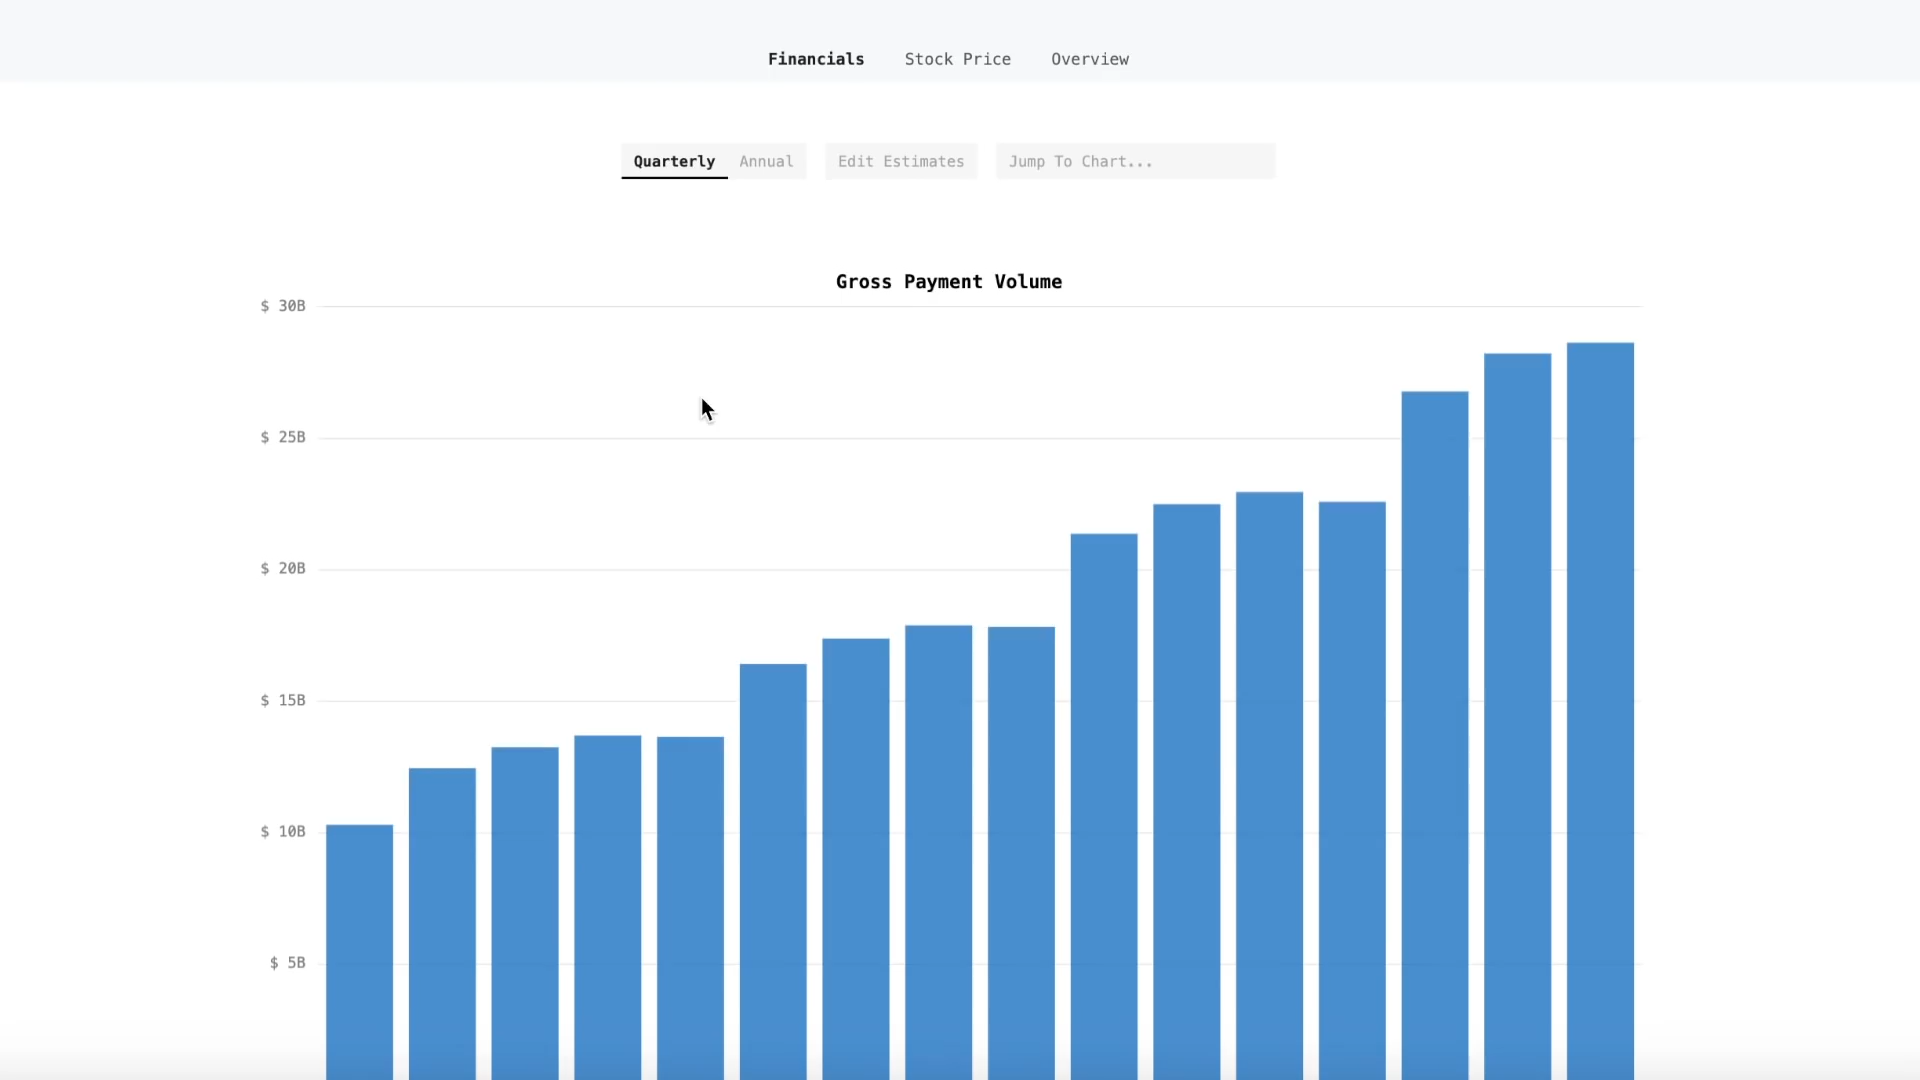 Financials Stock Price Overview
Quarterly Annual Edit Estimates Jump To Chart...
Gross Payment Volume
$ 30B
$ 25B
$ 20B
$ 15B
$ 10B
$ 5B